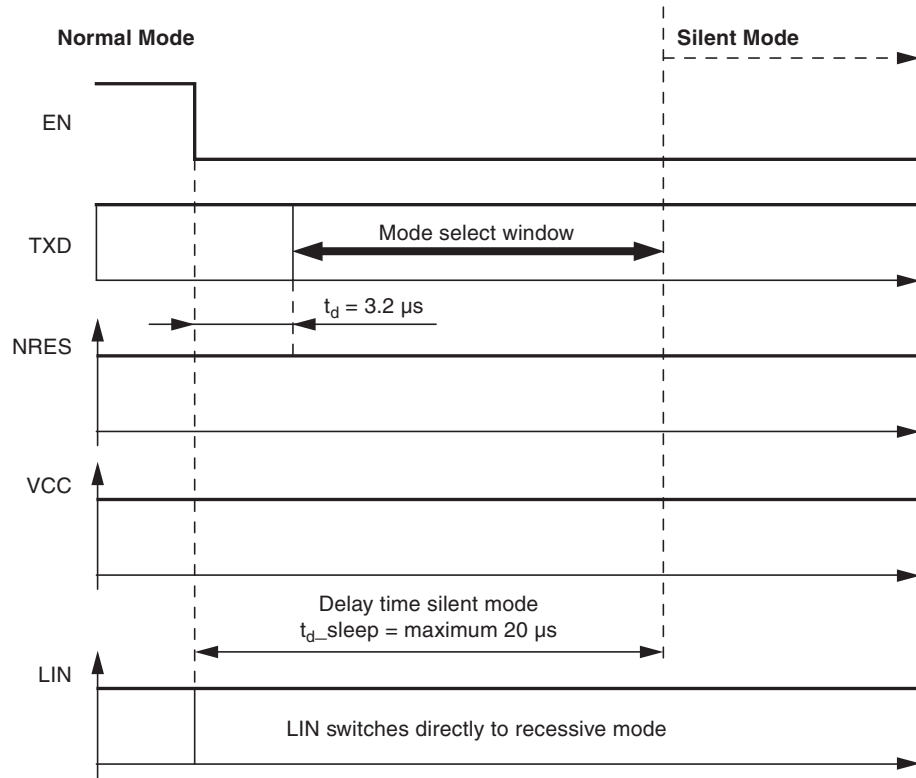 Normal Mode
Silent Mode
EN
TXD
Mode select window
t_d = 3.2 µs
NRES
VCC
Delay time silent mode
t_d_sleep = maximum 20 µs
LIN
LIN switches directly to recessive mode